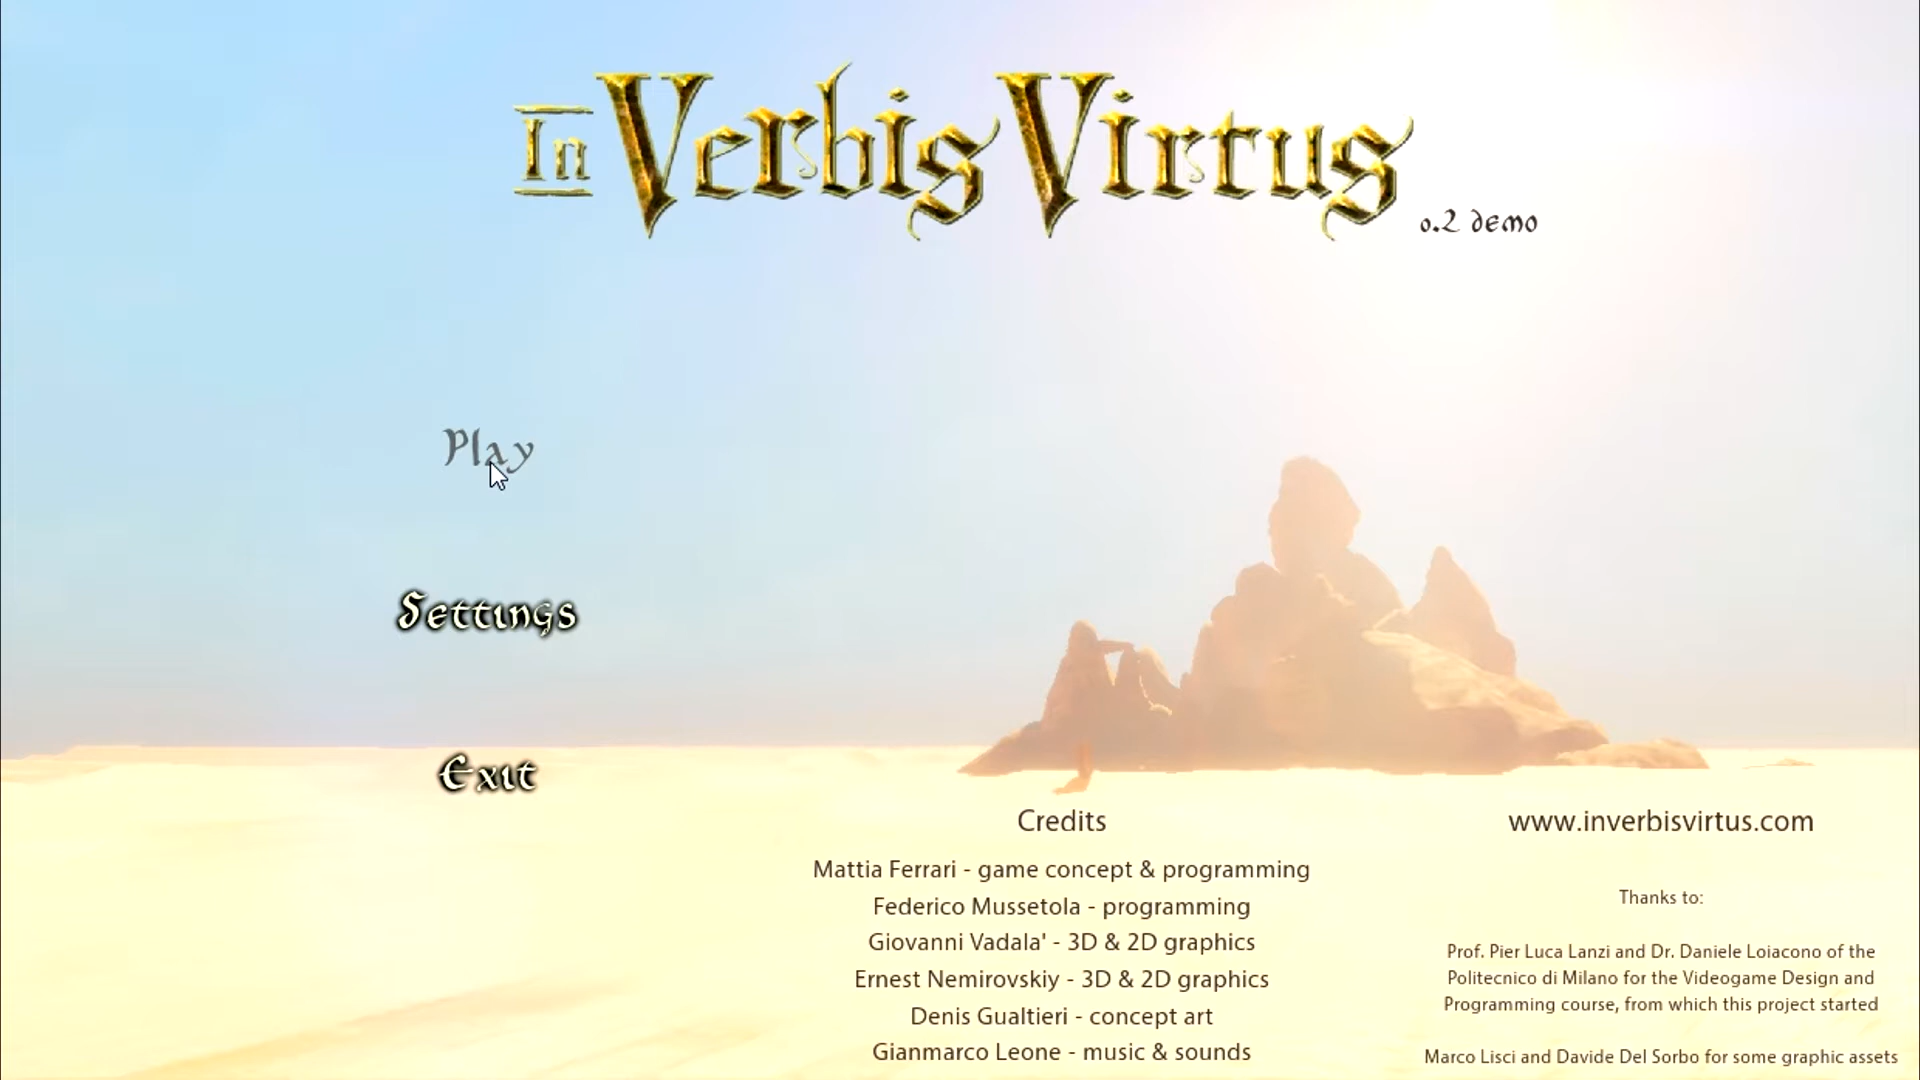 In Verbis Virtus
0.2 demo
Play
Settings
Exit
Credits
Mattia Ferrari - game concept & programming
Federico Mussetola - programming
Giovanni Vadala' - 3D & 2D graphics
Ernest Nemirovskiy - 3D & 2D graphics
Denis Gualtieri - concept art
Gianmarco Leone - music & sounds
www.inverbisvirtus.com
Thanks to:
Prof. Pier Luca Lanzi and Dr. Daniele Loiacono of the
Politecnico di Milano for the Videogame Design and
Programming course, from which this project started
Marco Lisci and Davide Del Sorbo for some graphic assets